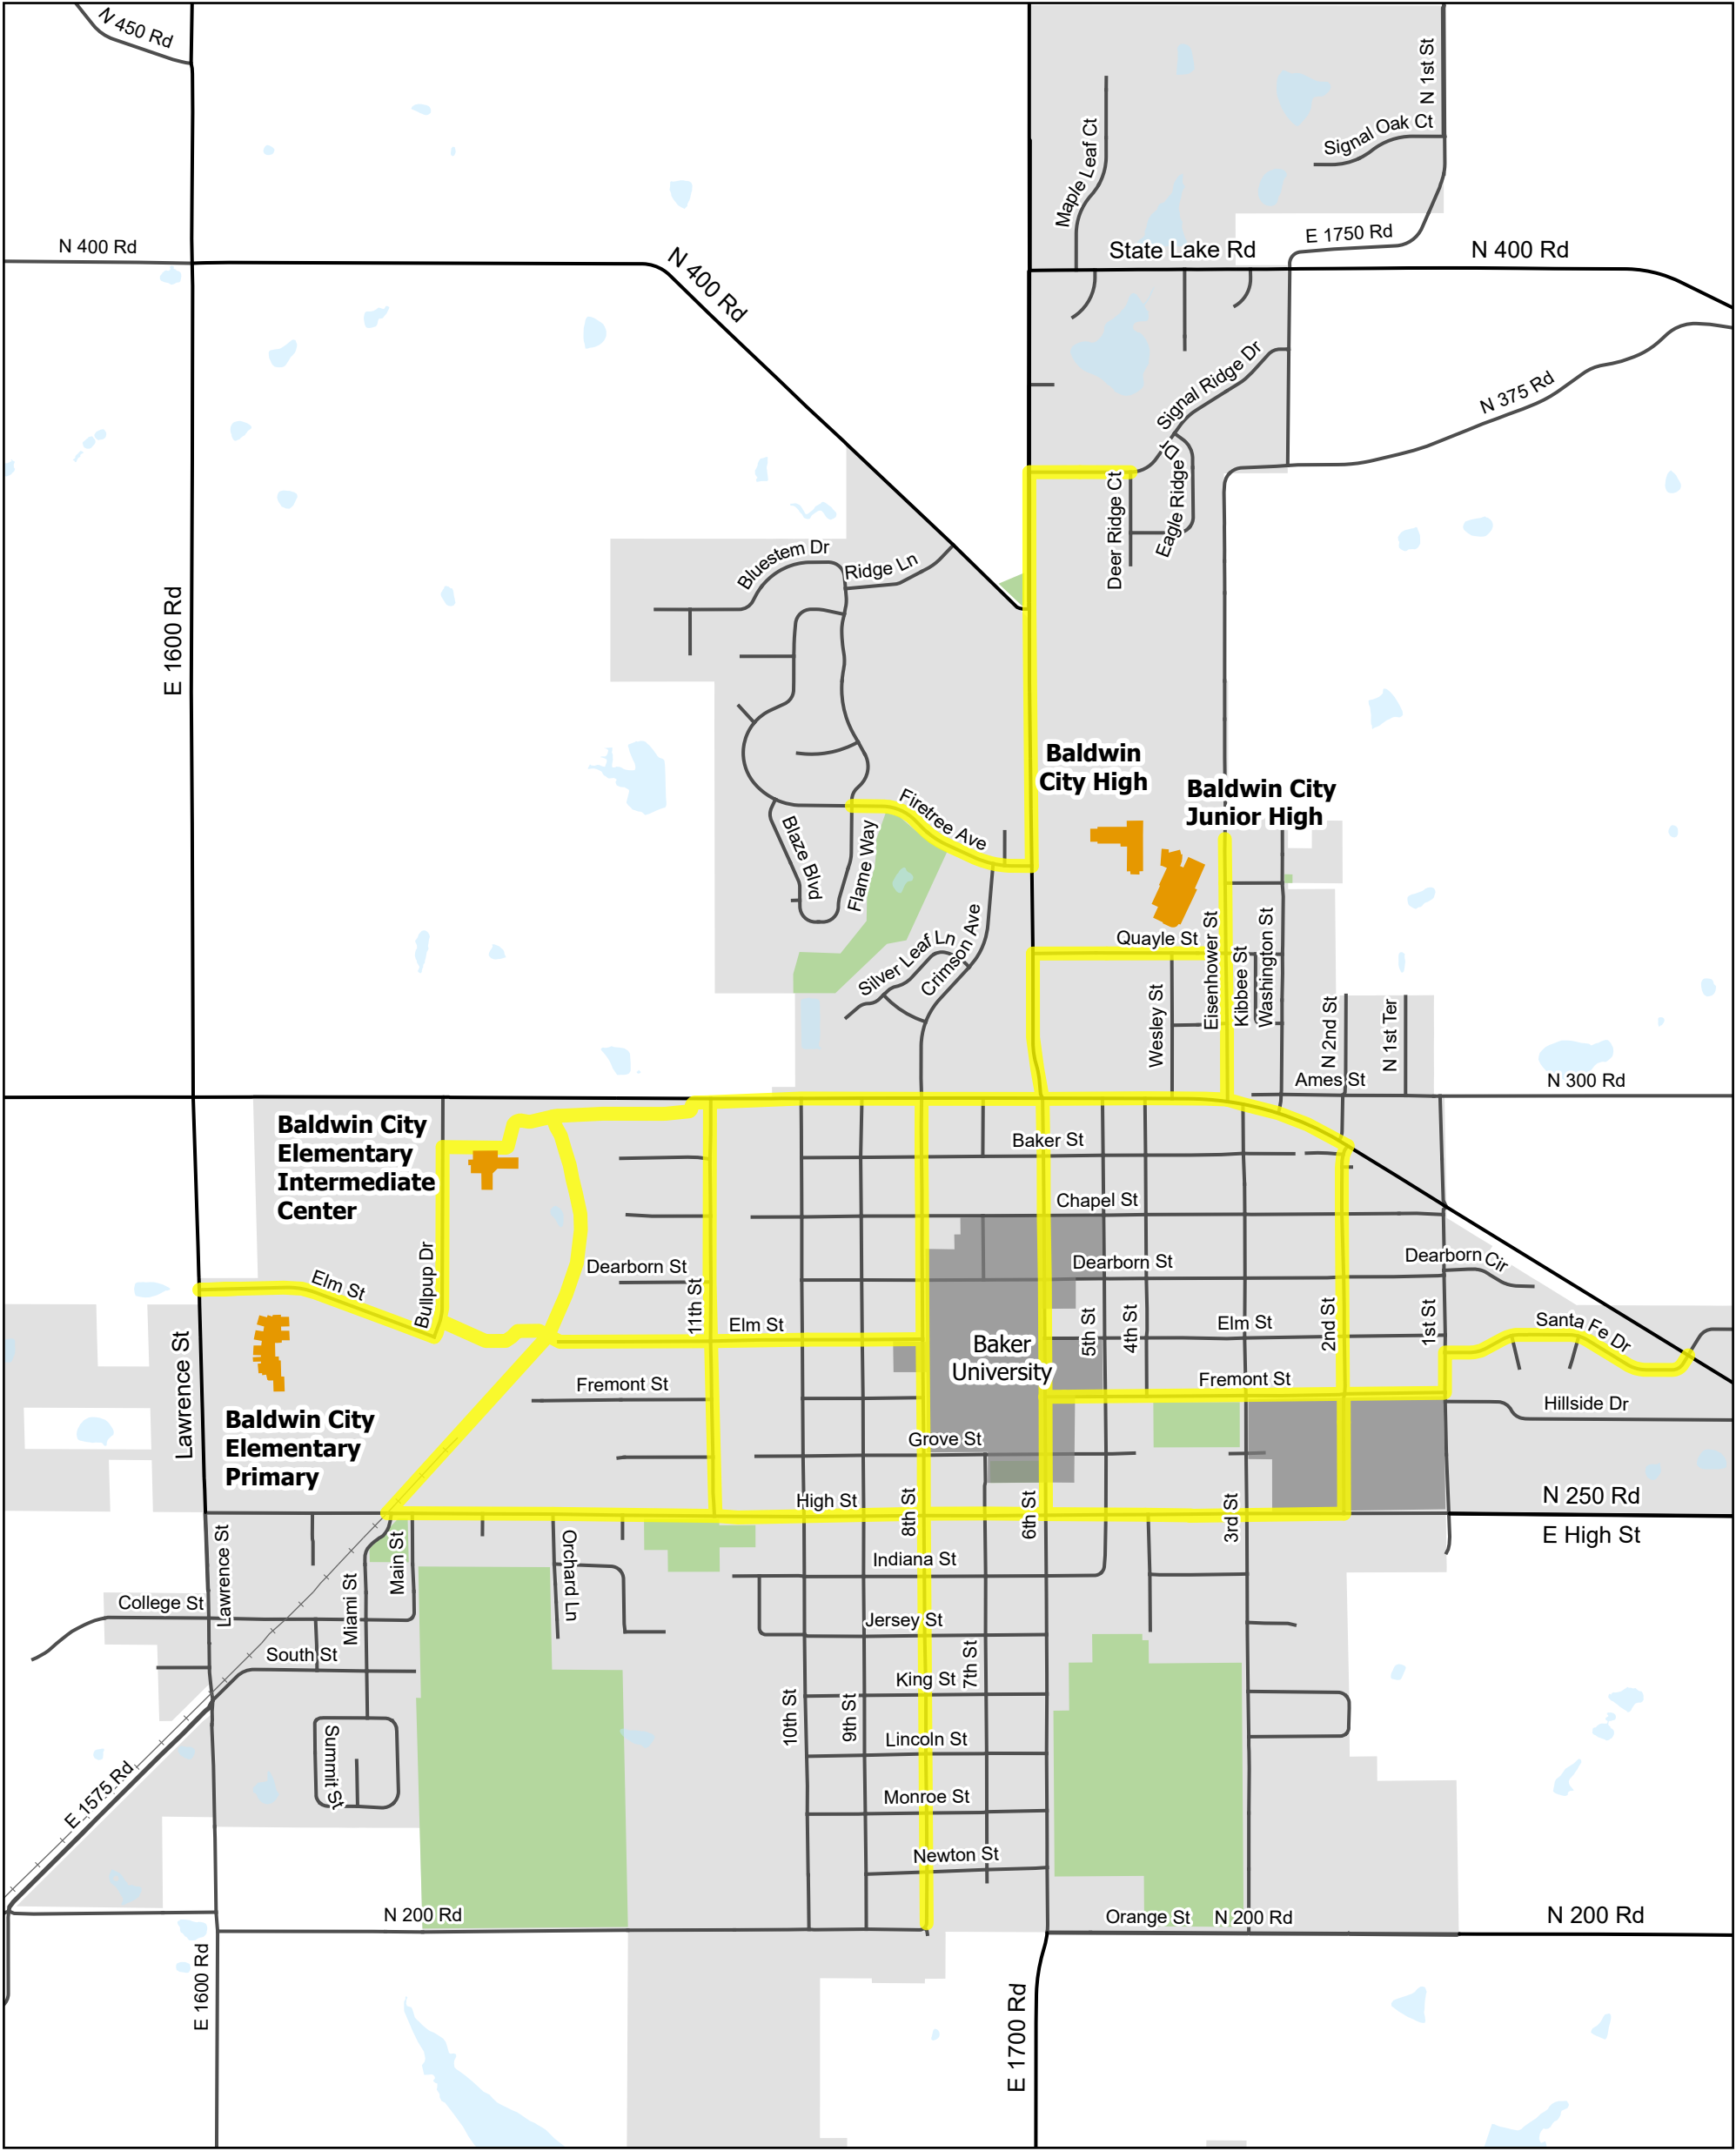 N 450 Rd
N 1st St
Signal Oak Ct
Maple Leaf Ct
N 400 Rd
N 400 Rd
State Lake Rd
E 1750 Rd
N 400 Rd
Signal Ridge Dr
N 375 Rd
Eagle Ridge Dr
Deer Ridge Ct
Bluestem Dr
Ridge Ln
E 1600 Rd
Baldwin
City High
Baldwin City
Junior High
Firetree Ave
Blaze Blvd
Flame Way
Silver Leaf Ln
Crimson Ave
Quayle St
Eisenhower St
Kibbee St
Washington St
Wesley St
N 2nd St
N 1st Ter
Ames St
N 300 Rd
Baldwin City
Elementary
Intermediate
Center
Baker St
Chapel St
Bullpup Dr
Elm St
Dearborn St
Dearborn St
Dearborn Cir
11th St
Elm St
Baker
University
5th St
4th St
Elm St
2nd St
1st St
Santa Fe Dr
Lawrence St
Fremont St
Fremont St
Hillside Dr
Baldwin City
Elementary
Primary
Grove St
High St
8th St
6th St
3rd St
N 250 Rd
E High St
Lawrence St
Main St
Miami St
Orchard Ln
Indiana St
College St
Jersey St
South St
7th St
King St
10th St
9th St
Summit St
Lincoln St
E 1575 Rd
Monroe St
Newton St
N 200 Rd
Orange St
N 200 Rd
N 200 Rd
E 1600 Rd
E 1700 Rd